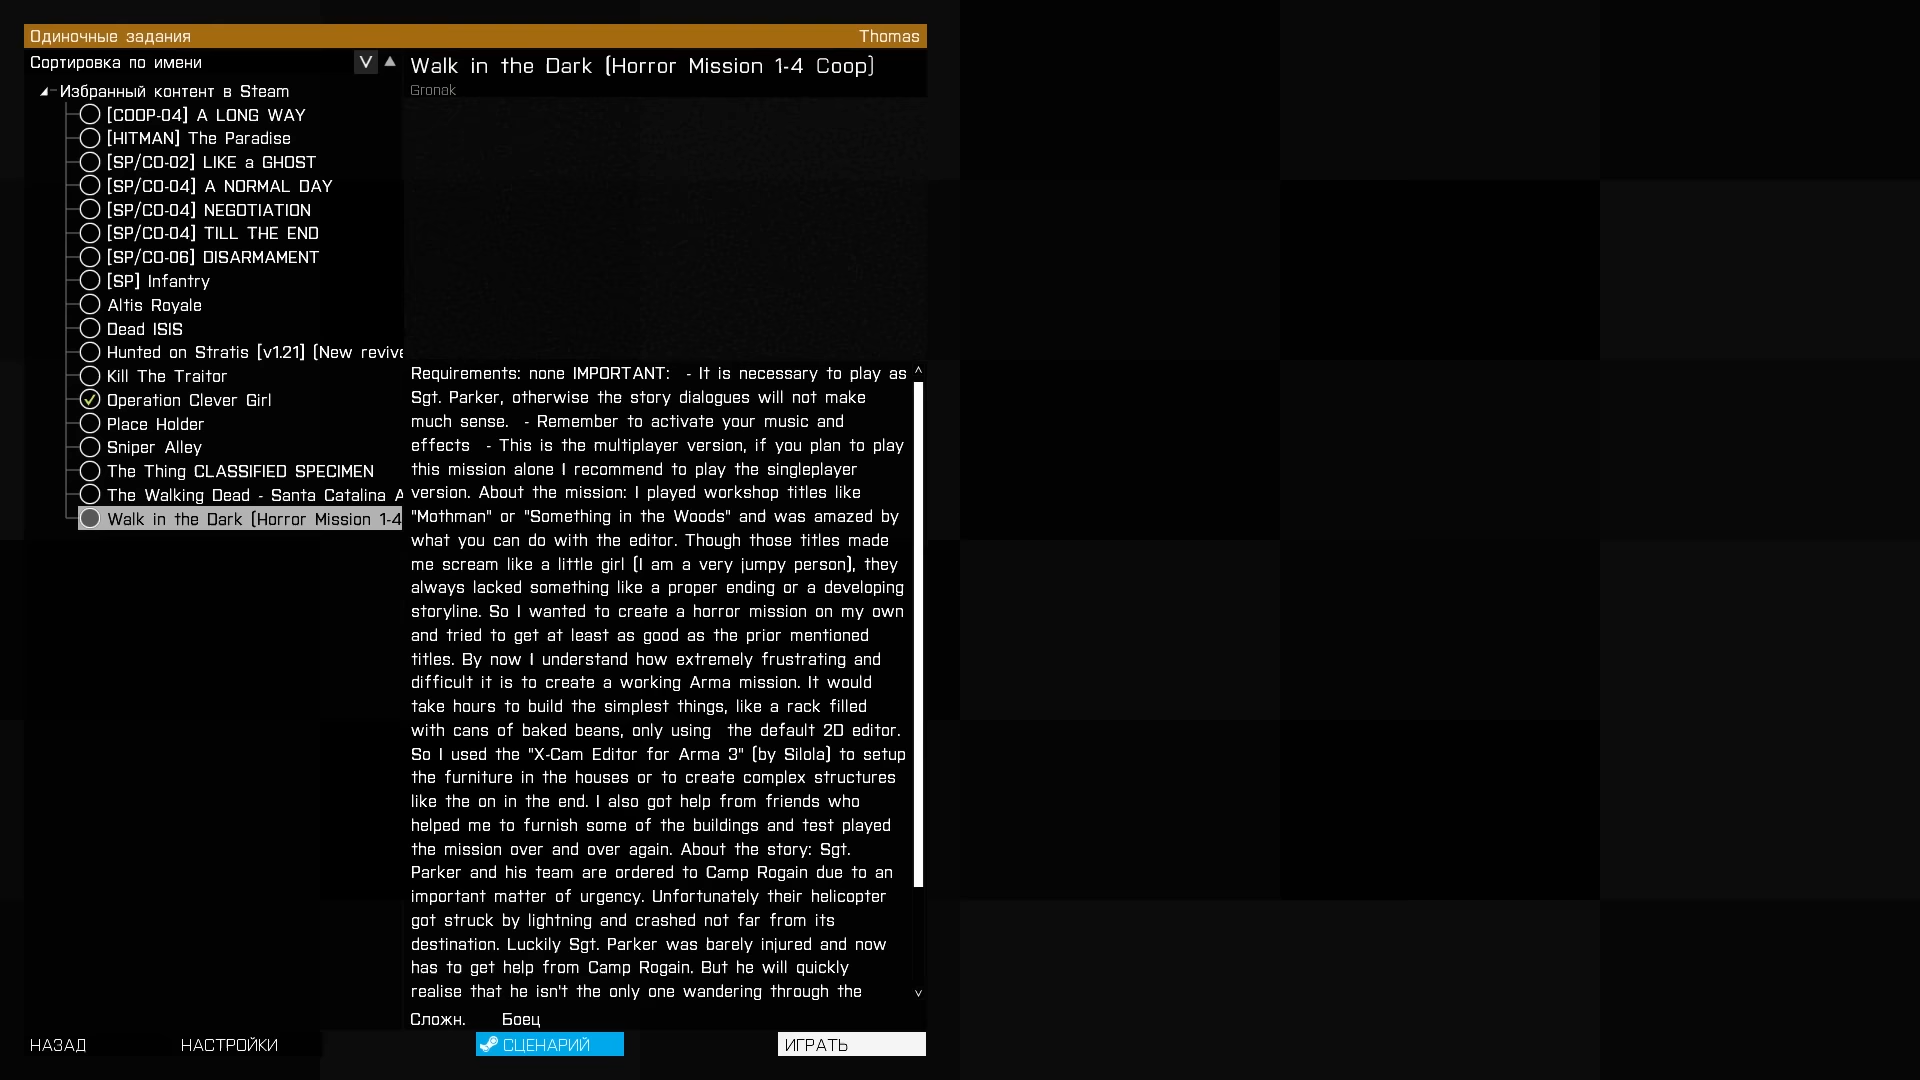 Одиночные задания
Thomas
Сортировка по имени
V
Избранный контент в Steam
[COOP-04] A LONG WAY
[HITMAN] The Paradise
[SP/CO-02] LIKE a GHOST
[SP/CO-04] A NORMAL DAY
[SP/CO-04] NEGOTIATION
[SP/CO-04] TILL THE END
[SP/CO-06] DISARMAMENT
[SP] Infantry
Altis Royale
Dead ISIS
Hunted on Stratis [v1.21] (New revive
Kill The Traitor
Operation Clever Girl
Place Holder
Sniper Alley
The Thing CLASSIFIED SPECIMEN
The Walking Dead - Santa Catalina A
Walk in the Dark (Horror Mission 1-4
Walk in the Dark (Horror Mission 1-4 Coop)
Gronak
Requirements: none IMPORTANT:  - It is necessary to play as
Sgt. Parker, otherwise the story dialogues will not make
much sense.  - Remember to activate your music and
effects  - This is the multiplayer version, if you plan to play
this mission alone I recommend to play the singleplayer
version. About the mission: I played workshop titles like
"Mothman" or "Something in the Woods" and was amazed by
what you can do with the editor. Though those titles made
me scream like a little girl (I am a very jumpy person), they
always lacked something like a proper ending or a developing
storyline. So I wanted to create a horror mission on my own
and tried to get at least as good as the prior mentioned
titles. By now I understand how extremely frustrating and
difficult it is to create a working Arma mission. It would
take hours to build the simplest things, like a rack filled
with cans of baked beans, only using  the default 2D editor.
So I used the "X-Cam Editor for Arma 3" (by Silola) to setup
the furniture in the houses or to create complex structures
like the on in the end. I also got help from friends who
helped me to furnish some of the buildings and test played
the mission over and over again. About the story: Sgt.
Parker and his team are ordered to Camp Rogain due to an
important matter of urgency. Unfortunately their helicopter
got struck by lightning and crashed not far from its
destination. Luckily Sgt. Parker was barely injured and now
has to get help from Camp Rogain. But he will quickly
realise that he isn't the only one wandering through the
Сложн. Боец
НАЗАД
НАСТРОЙКИ
СЦЕНАРИЙ
ИГРАТЬ